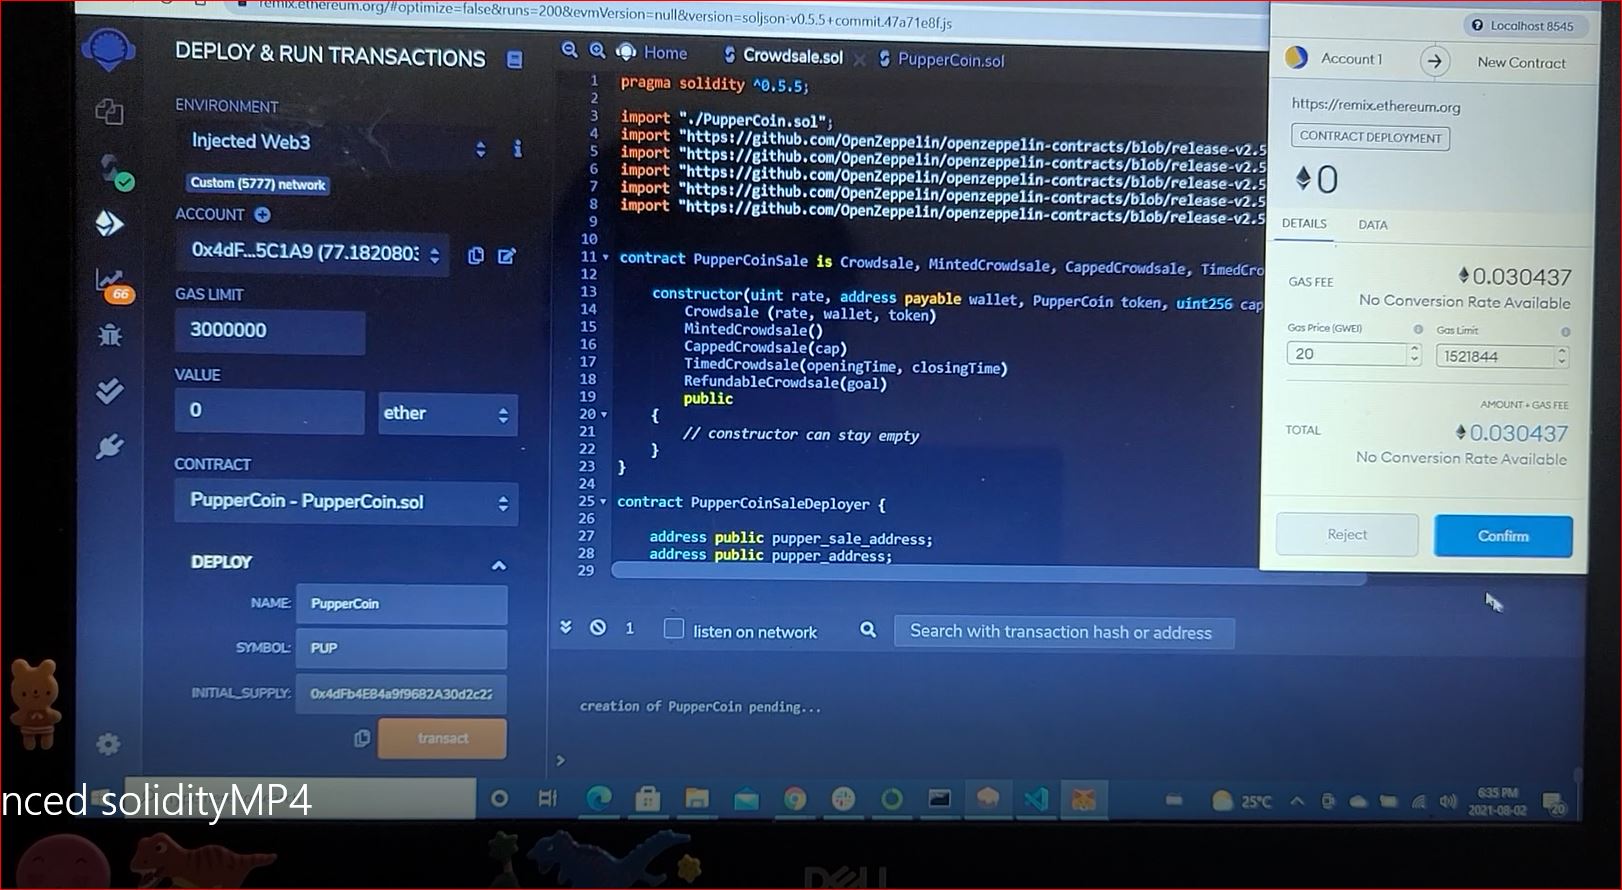 remix.ethereum.org/#optimize=false&runs=200&evmVersion=null&version=soljson-v0.5.5+commit.47a71e8f.js
DEPLOY & RUN TRANSACTIONS
ENVIRONMENT
Injected Web3
Custom (5777) network
ACCOUNT
0x4dF...5C1A9 (77.1820803
GAS LIMIT
3000000
VALUE
0
ether
CONTRACT
PupperCoin - PupperCoin.sol
DEPLOY
NAME:
PupperCoin
SYMBOL:
PUP
INITIAL_SUPPLY:
0x4dFb4EB4a9f9682A30d2c22
transact
66
Home
Crowdsale.sol
PupperCoin.sol
1 pragma solidity ^0.5.5;
2
3 import "./PupperCoin.sol";
4 import "https://github.com/OpenZeppelin/openzeppelin-contracts/blob/release-v2.5
5 import "https://github.com/OpenZeppelin/openzeppelin-contracts/blob/release-v2.5
6 import "https://github.com/OpenZeppelin/openzeppelin-contracts/blob/release-v2.5
7 import "https://github.com/OpenZeppelin/openzeppelin-contracts/blob/release-v2.5
8 import "https://github.com/OpenZeppelin/openzeppelin-contracts/blob/release-v2.5
9
10
11 contract PupperCoinSale is Crowdsale, MintedCrowdsale, CappedCrowdsale, TimedCro
12
13 constructor(uint rate, address payable wallet, PupperCoin token, uint256 cap
14 Crowdsale (rate, wallet, token)
15 MintedCrowdsale()
16 CappedCrowdsale(cap)
17 TimedCrowdsale(openingTime, closingTime)
18 RefundableCrowdsale(goal)
19 public
20 {
21 // constructor can stay empty
22 }
23 }
24
25 contract PupperCoinSaleDeployer {
26
27 address public pupper_sale_address;
28 address public pupper_address;
29
1
listen on network
Search with transaction hash or address
creation of PupperCoin pending...
>
Localhost 8545
Account 1
New Contract
https://remix.ethereum.org
CONTRACT DEPLOYMENT
0
DETAILS
DATA
GAS FEE
0.030437
No Conversion Rate Available
Gas Price (GWEI)
Gas Limit
20
1521844
AMOUNT + GAS FEE
TOTAL
0.030437
No Conversion Rate Available
Reject
Confirm
nced solidityMP4
25°C
6:35 PM
2021-08-02
20
DELL